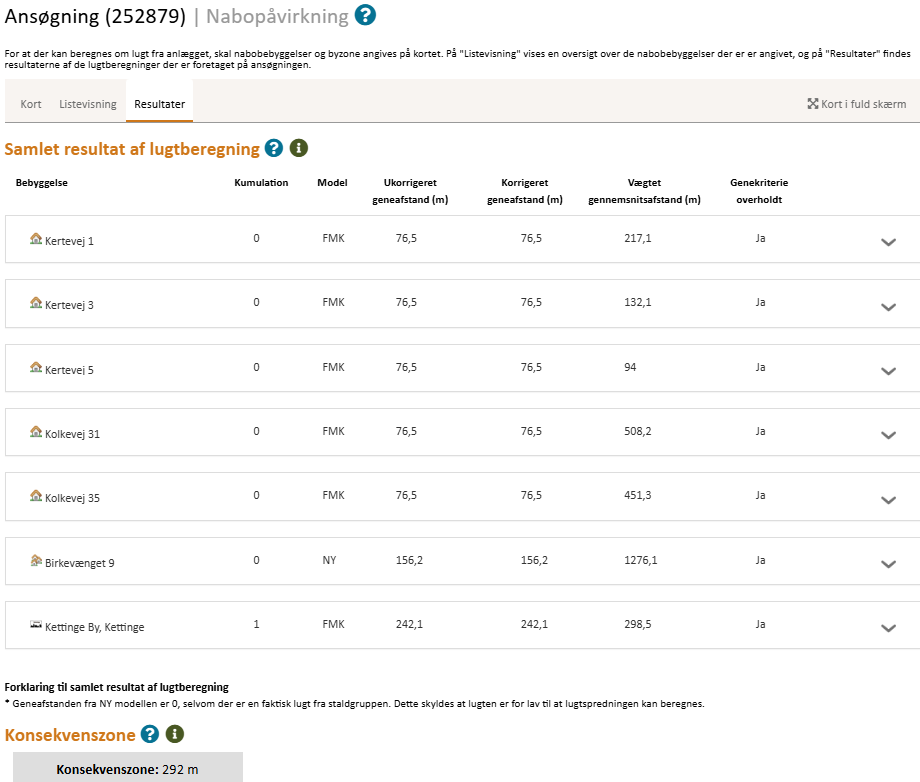 Ansøgning (252879) | Nabopåvirkning ?
For at der kan beregnes om lugt fra anlægget, skal nabobebyggelser og byzone angives på kortet. På "Listevisning" vises en oversigt over de nabobebyggelser der er er angivet, og på "Resultater" findes
resultaterne af de lugtberegninger der er foretaget på ansøgningen.
Kort Listevisning Resultater Kort i fuld skærm
Samlet resultat af lugtberegning ? i
Bebyggelse Kumulation Model Ukorrigeret geneafstand (m) Korrigeret geneafstand (m) Vægtet gennemsnitsafstand (m) Genekriterie overholdt
Kertevej 1 0 FMK 76,5 76,5 217,1 Ja
Kertevej 3 0 FMK 76,5 76,5 132,1 Ja
Kertevej 5 0 FMK 76,5 76,5 94 Ja
Kolkevej 31 0 FMK 76,5 76,5 508,2 Ja
Kolkevej 35 0 FMK 76,5 76,5 451,3 Ja
Birkevænget 9 0 NY 156,2 156,2 1276,1 Ja
Kettinge By, Kettinge 1 FMK 242,1 242,1 298,5 Ja
Forklaring til samlet resultat af lugtberegning
* Geneafstanden fra NY modellen er 0, selvom der er en faktisk lugt fra staldgruppen. Dette skyldes at lugten er for lav til at lugtspredningen kan beregnes.
Konsekvenszone ? i
Konsekvenszone: 292 m